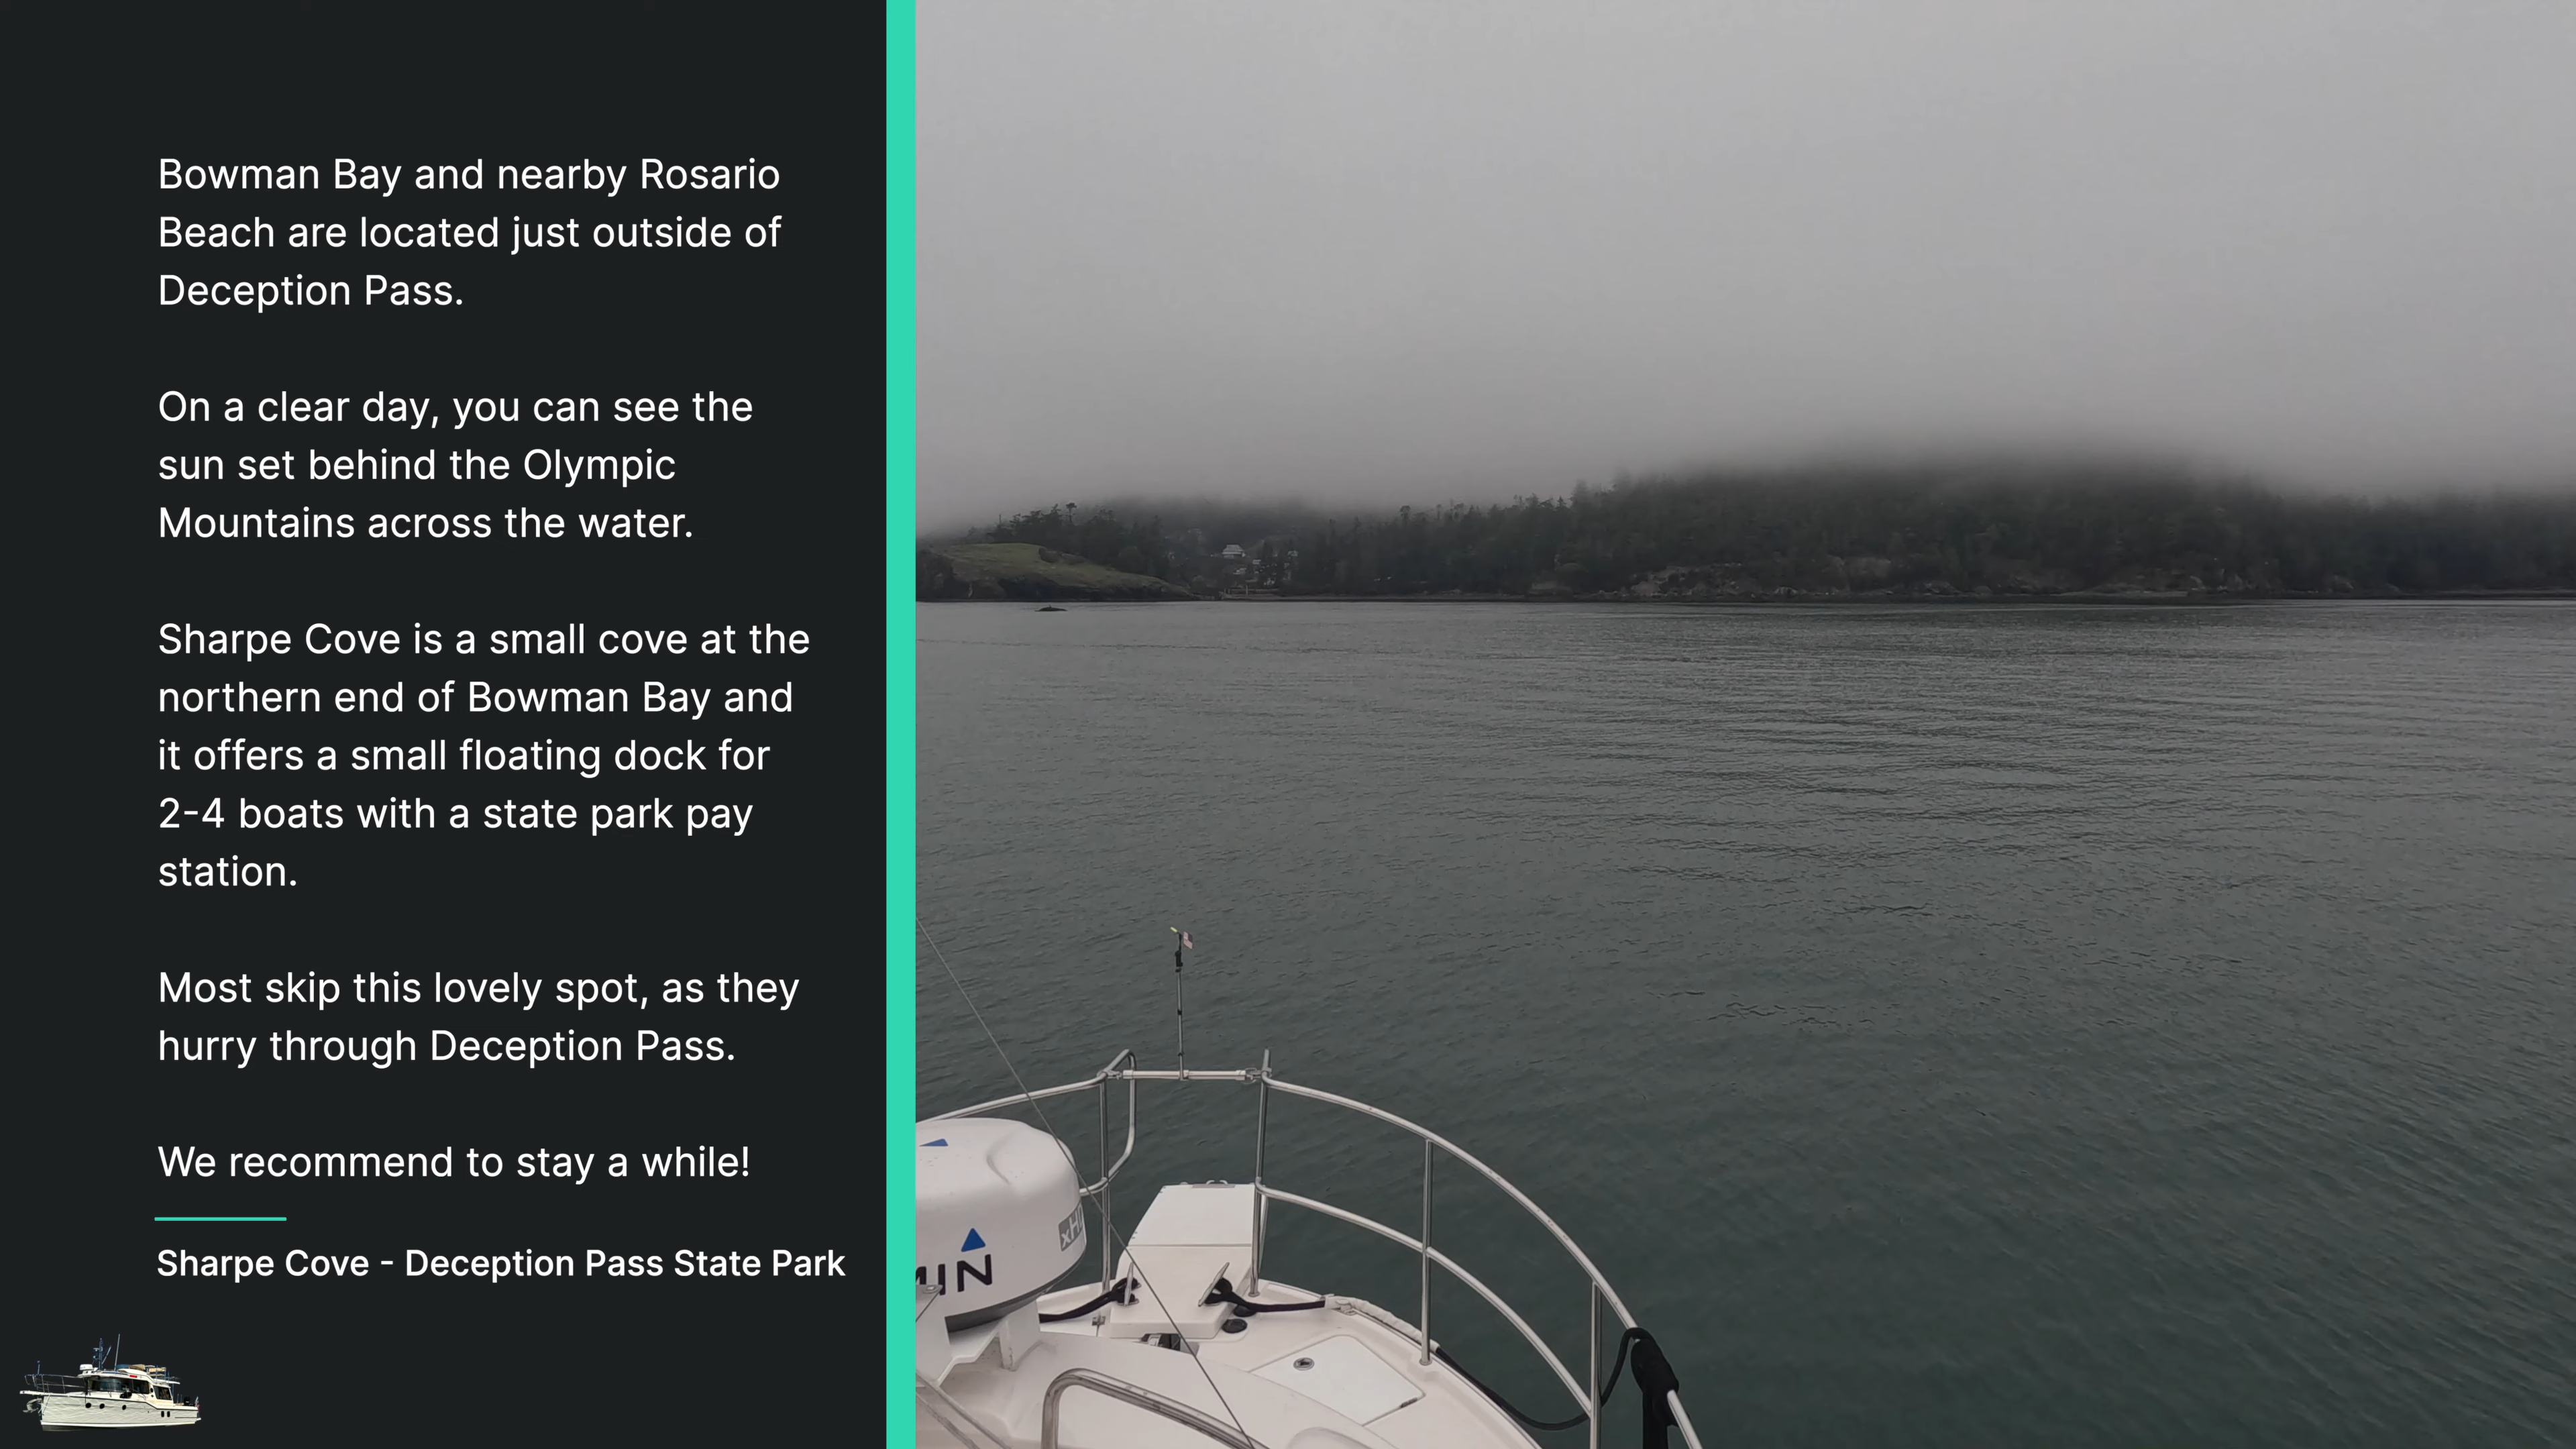 Bowman Bay and nearby Rosario
Beach are located just outside of
Deception Pass.
On a clear day, you can see the
sun set behind the Olympic
Mountains across the water.
Sharpe Cove is a small cove at the
northern end of Bowman Bay and
it offers a small floating dock for
2-4 boats with a state park pay
station.
Most skip this lovely spot, as they
hurry through Deception Pass.
We recommend to stay a while!
Sharpe Cove - Deception Pass State Park
xHD
MIN